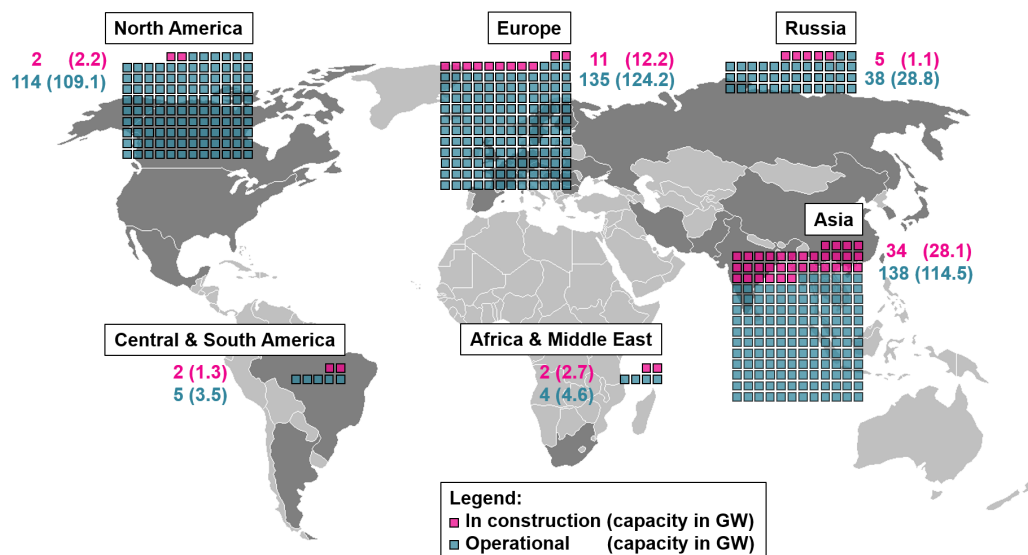 North America
2 (2.2)
114 (109.1)
Europe
11 (12.2)
135 (124.2)
Russia
5 (1.1)
38 (28.8)
Asia
34 (28.1)
138 (114.5)
Central & South America
2 (1.3)
5 (3.5)
Africa & Middle East
2 (2.7)
4 (4.6)
Legend:
In construction (capacity in GW)
Operational (capacity in GW)